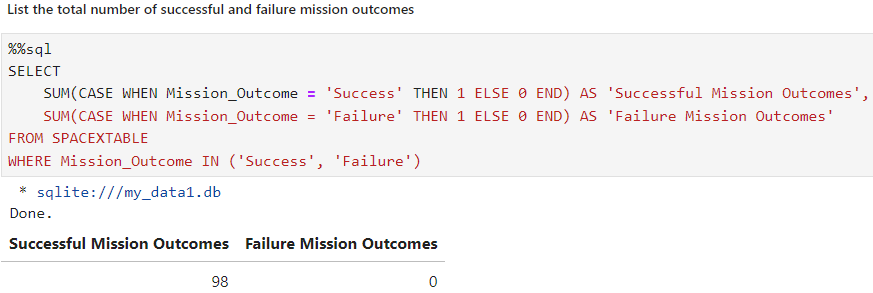 List the total number of successful and failure mission outcomes
%%sql
SELECT
    SUM(CASE WHEN Mission_Outcome = 'Success' THEN 1 ELSE 0 END) AS 'Successful Mission Outcomes',
    SUM(CASE WHEN Mission_Outcome = 'Failure' THEN 1 ELSE 0 END) AS 'Failure Mission Outcomes'
FROM SPACEXTABLE
WHERE Mission_Outcome IN ('Success', 'Failure')
 * sqlite:///my_data1.db
Done.
Successful Mission Outcomes Failure Mission Outcomes
98 0